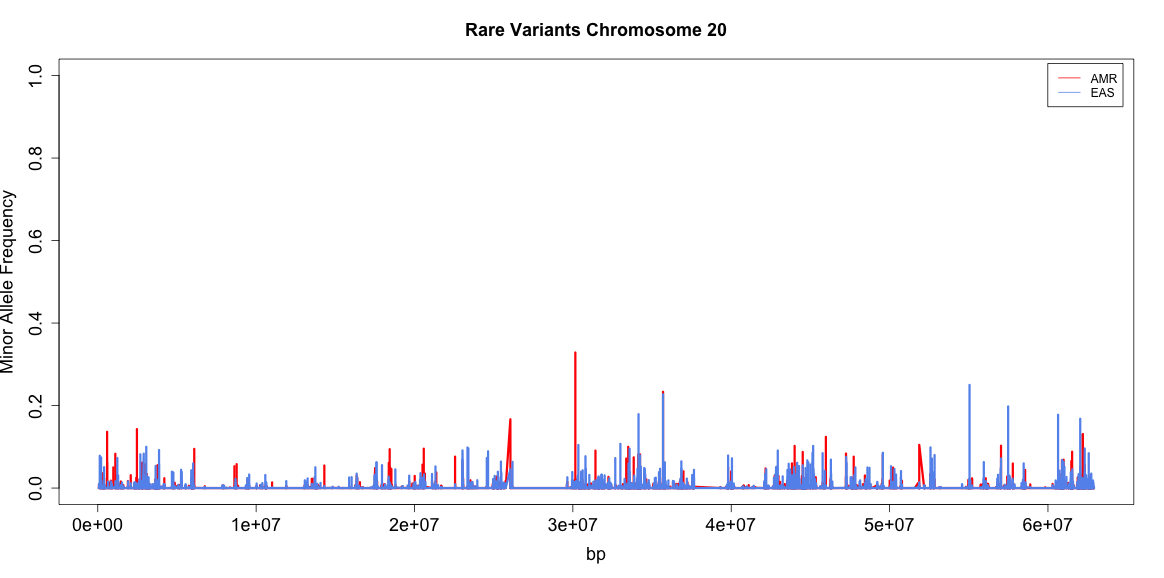 Rare Variants Chromosome 20
AMR
EAS
Minor Allele Frequency
1.0
0.8
0.6
0.4
0.2
0.0
0e+00 1e+07 2e+07 3e+07 4e+07 5e+07 6e+07
bp